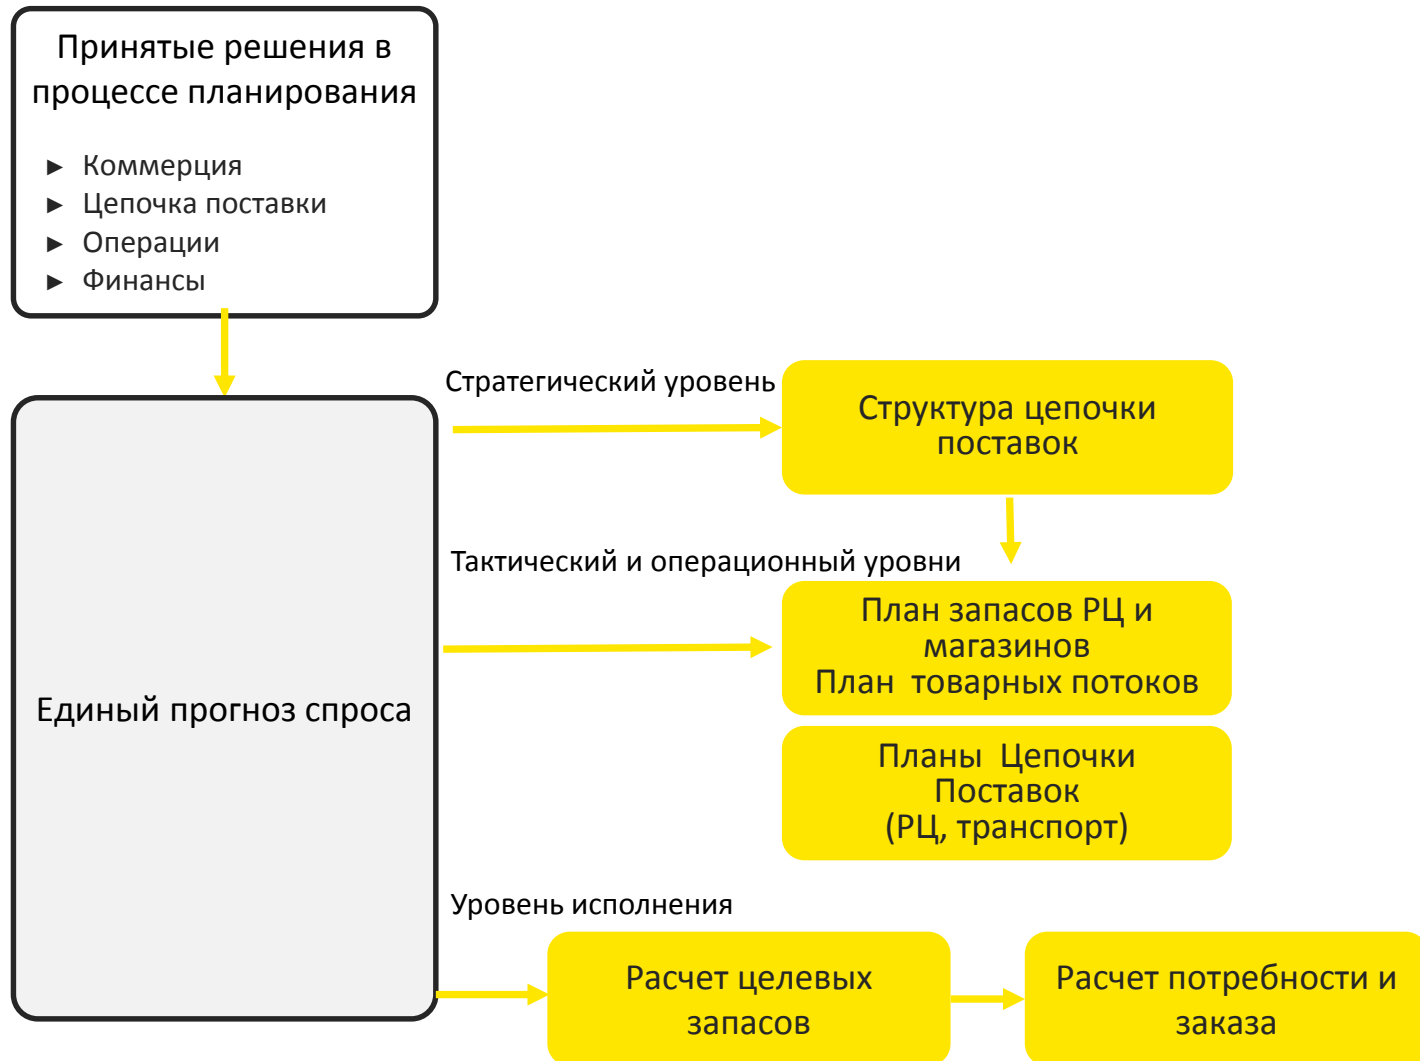 Принятые решения в
процессе планирования
► Коммерция
► Цепочка поставки
► Операции
► Финансы
Стратегический уровень
Структура цепочки
поставок
Тактический и операционный уровни
План запасов РЦ и
магазинов
План товарных потоков
Единый прогноз спроса
Планы Цепочки
Поставок
(РЦ, транспорт)
Уровень исполнения
Расчет целевых
запасов
Расчет потребности и
заказа